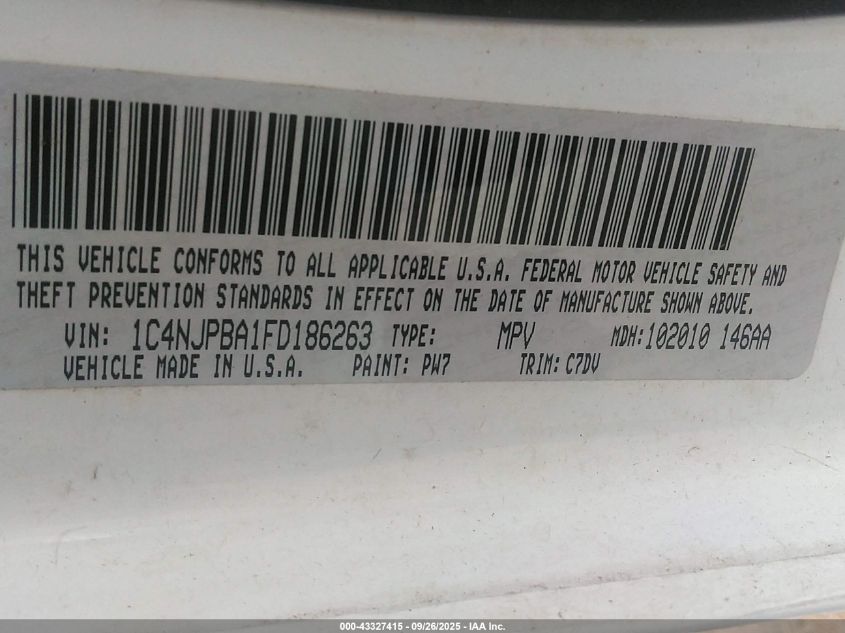 THIS VEHICLE CONFORMS TO ALL APPLICABLE U.S.A. FEDERAL MOTOR VEHICLE SAFETY AND
THEFT PREVENTION STANDARDS IN EFFECT ON THE DATE OF MANUFACTURE SHOWN ABOVE.
VIN: 1C4NJPBA1FD186263 TYPE: MPV MDH:102010 146AA
VEHICLE MADE IN U.S.A. PAINT: PW7 TRIM: C7DV
000-43327415 - 09/26/2025 - IAA Inc.